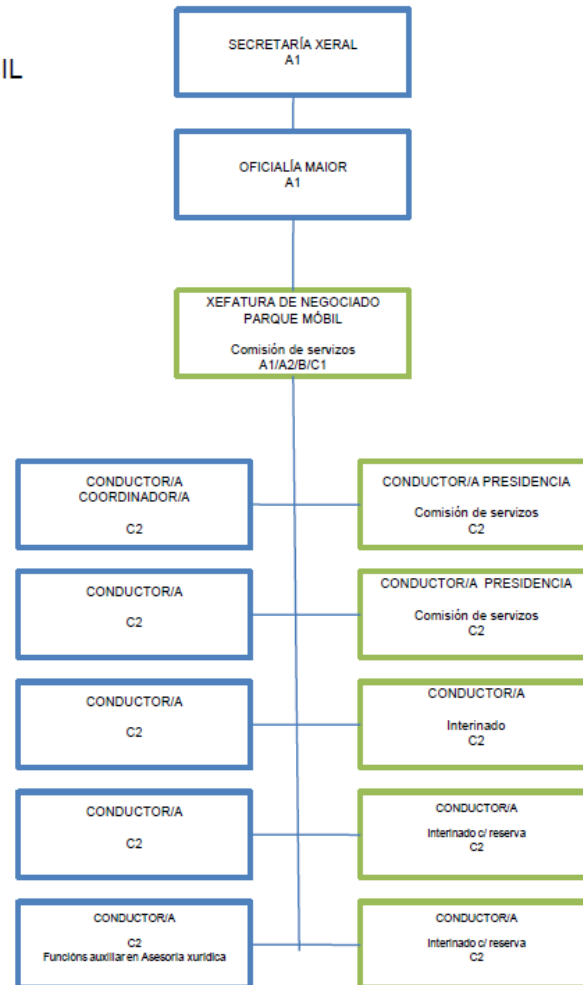 IL
SECRETARÍA XERAL
A1
OFICIALÍA MAIOR
A1
XEFATURA DE NEGOCIADO
PARQUE MÓBIL
Comisión de servizos
A1/A2/B/C1
CONDUCTOR/A
COORDINADOR/A
C2
CONDUCTOR/A PRESIDENCIA
Comisión de servizos
C2
CONDUCTOR/A
C2
CONDUCTOR/A PRESIDENCIA
Comisión de servizos
C2
CONDUCTOR/A
C2
CONDUCTOR/A
Interinado
C2
CONDUCTOR/A
C2
CONDUCTOR/A
Interinado c/ reserva
C2
CONDUCTOR/A
C2
Funcións auxiliar en Asesoría xurídica
CONDUCTOR/A
Interinado c/ reserva
C2